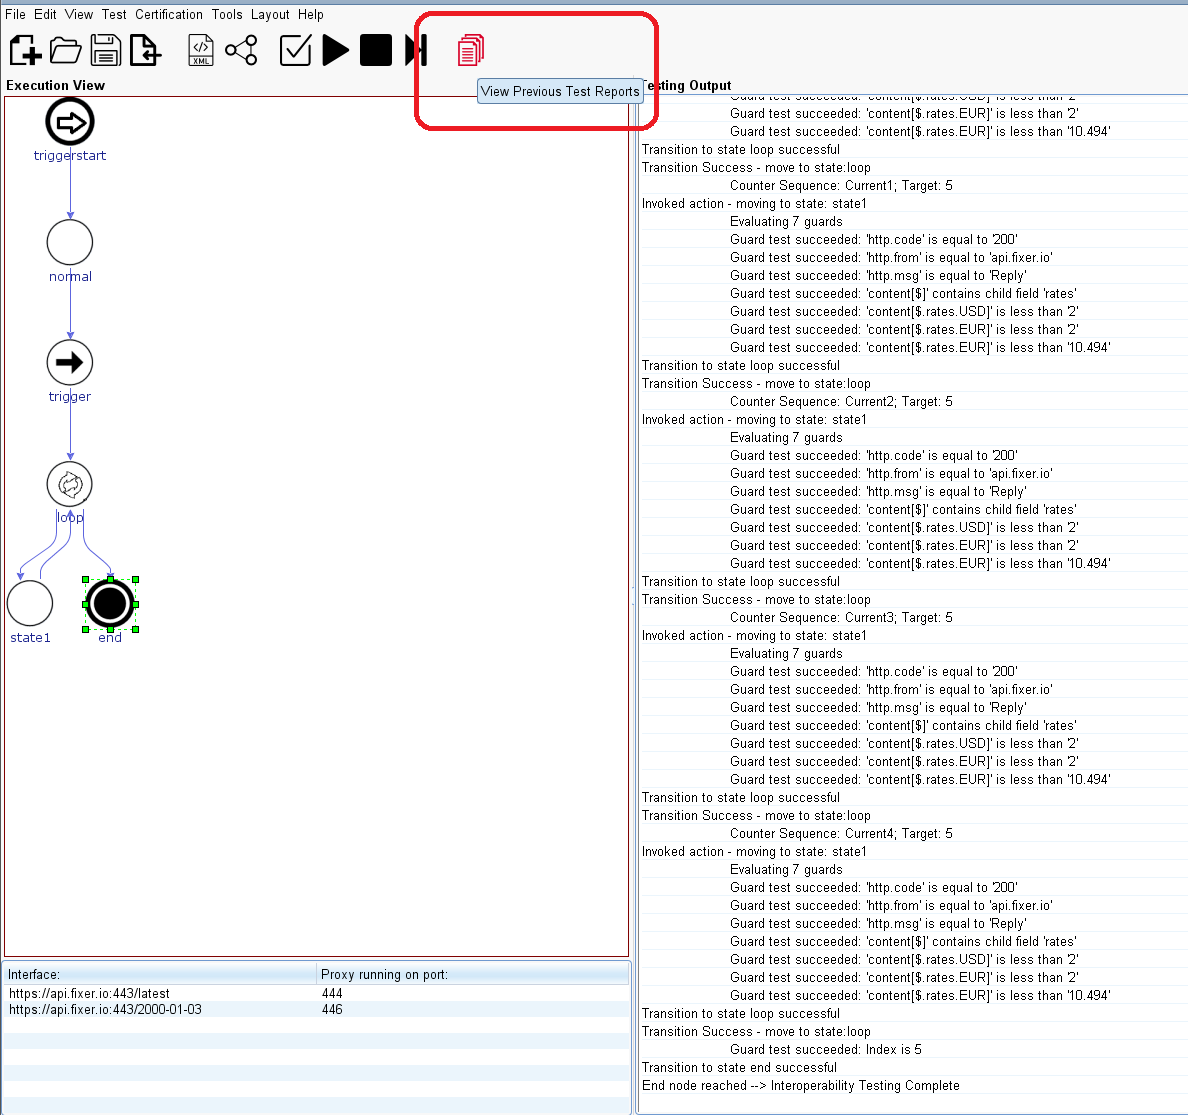 File Edit View Test Certification Tools Layout Help
XML
View Previous Test Reports
Execution View
triggerstart
normal
trigger
loop
state1
end
Interface: Proxy running on port:
https://api.fixer.io:443/latest 444
https://api.fixer.io:443/2000-01-03 446
Testing Output
Guard test succeeded: 'content[$.rates.USD]' is less than '2'
Guard test succeeded: 'content[$.rates.EUR]' is less than '2'
Guard test succeeded: 'content[$.rates.EUR]' is less than '10.494'
Transition to state loop successful
Transition Success - move to state:loop
Counter Sequence: Current1; Target: 5
Invoked action - moving to state: state1
Evaluating 7 guards
Guard test succeeded: 'http.code' is equal to '200'
Guard test succeeded: 'http.from' is equal to 'api.fixer.io'
Guard test succeeded: 'http.msg' is equal to 'Reply'
Guard test succeeded: 'content[$]' contains child field 'rates'
Guard test succeeded: 'content[$.rates.USD]' is less than '2'
Guard test succeeded: 'content[$.rates.EUR]' is less than '2'
Guard test succeeded: 'content[$.rates.EUR]' is less than '10.494'
Transition to state loop successful
Transition Success - move to state:loop
Counter Sequence: Current2; Target: 5
Invoked action - moving to state: state1
Evaluating 7 guards
Guard test succeeded: 'http.code' is equal to '200'
Guard test succeeded: 'http.from' is equal to 'api.fixer.io'
Guard test succeeded: 'http.msg' is equal to 'Reply'
Guard test succeeded: 'content[$]' contains child field 'rates'
Guard test succeeded: 'content[$.rates.USD]' is less than '2'
Guard test succeeded: 'content[$.rates.EUR]' is less than '2'
Guard test succeeded: 'content[$.rates.EUR]' is less than '10.494'
Transition to state loop successful
Transition Success - move to state:loop
Counter Sequence: Current3; Target: 5
Invoked action - moving to state: state1
Evaluating 7 guards
Guard test succeeded: 'http.code' is equal to '200'
Guard test succeeded: 'http.from' is equal to 'api.fixer.io'
Guard test succeeded: 'http.msg' is equal to 'Reply'
Guard test succeeded: 'content[$]' contains child field 'rates'
Guard test succeeded: 'content[$.rates.USD]' is less than '2'
Guard test succeeded: 'content[$.rates.EUR]' is less than '2'
Guard test succeeded: 'content[$.rates.EUR]' is less than '10.494'
Transition to state loop successful
Transition Success - move to state:loop
Counter Sequence: Current4; Target: 5
Invoked action - moving to state: state1
Evaluating 7 guards
Guard test succeeded: 'http.code' is equal to '200'
Guard test succeeded: 'http.from' is equal to 'api.fixer.io'
Guard test succeeded: 'http.msg' is equal to 'Reply'
Guard test succeeded: 'content[$]' contains child field 'rates'
Guard test succeeded: 'content[$.rates.USD]' is less than '2'
Guard test succeeded: 'content[$.rates.EUR]' is less than '2'
Guard test succeeded: 'content[$.rates.EUR]' is less than '10.494'
Transition to state loop successful
Transition Success - move to state:loop
Guard test succeeded: Index is 5
Transition to state end successful
End node reached --> Interoperability Testing Complete